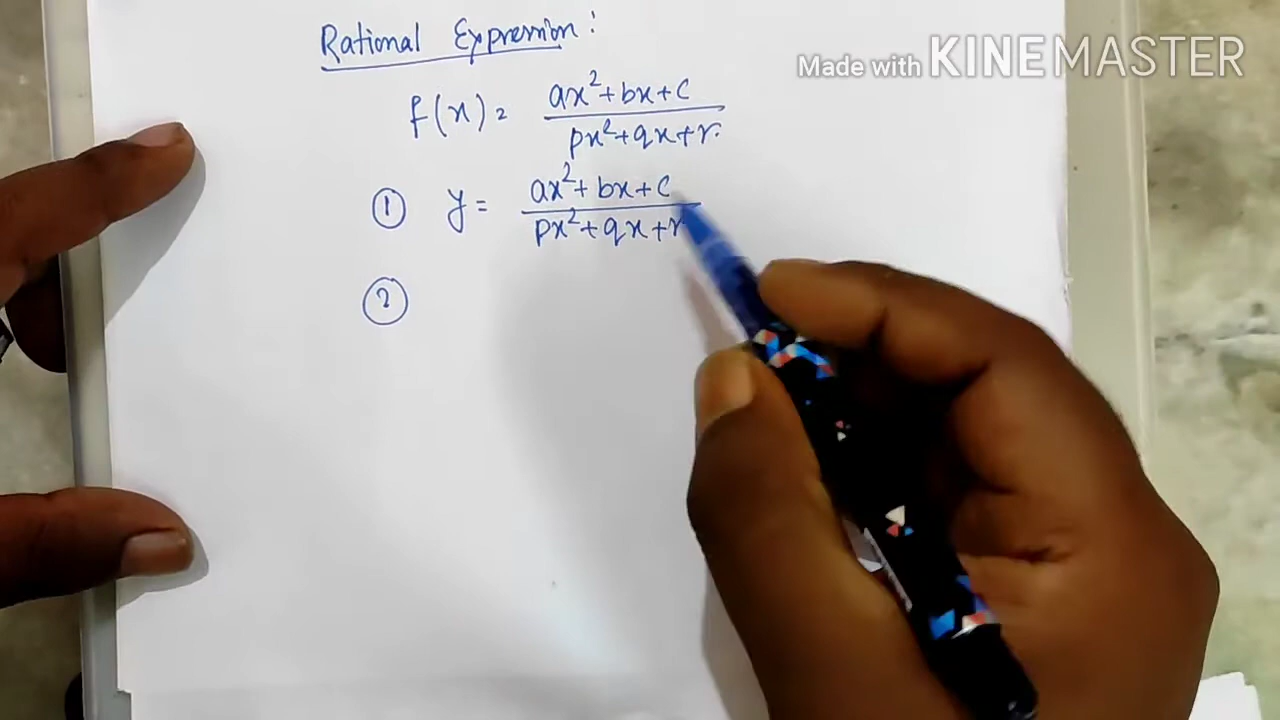 Rational Expression:
Made with KINEMASTER
f(x) = ax²+bx+c / px²+qx+r.
① y = ax²+bx+c / px²+qx+r
②